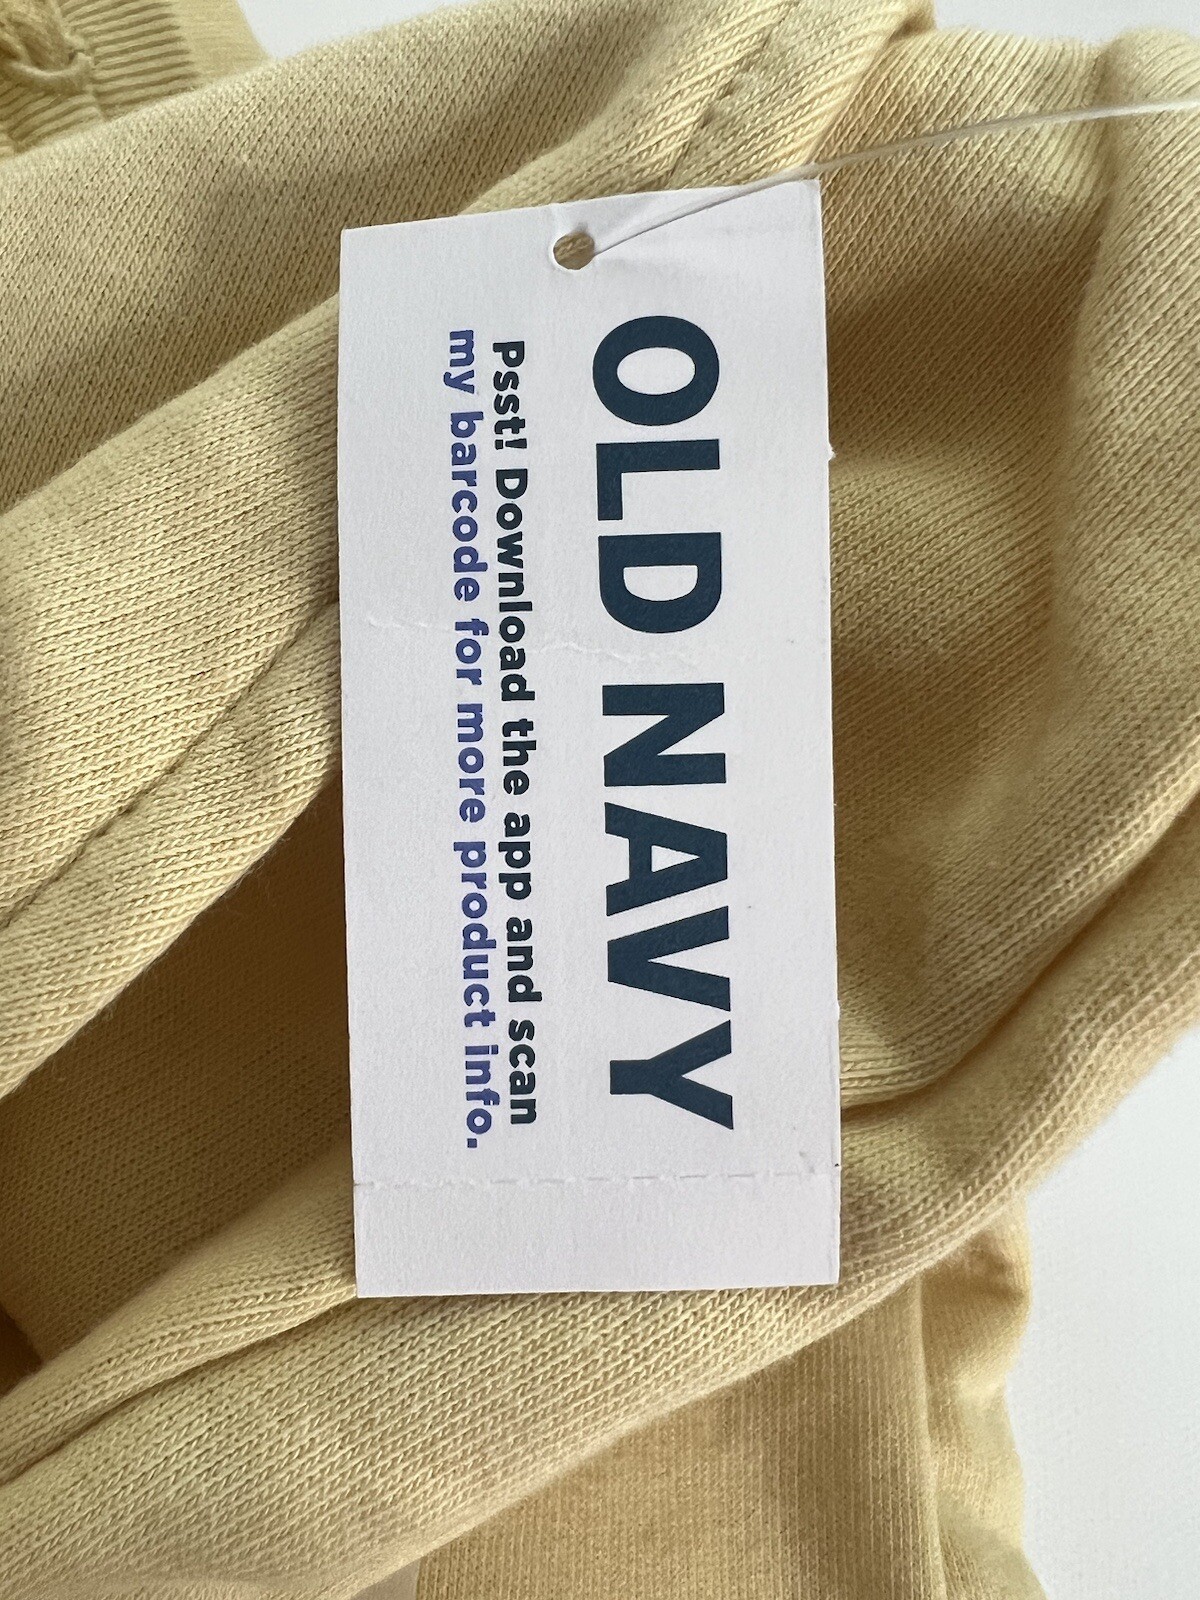 OLD NAVY
Psst! Download the app and scan
my barcode for more product info.